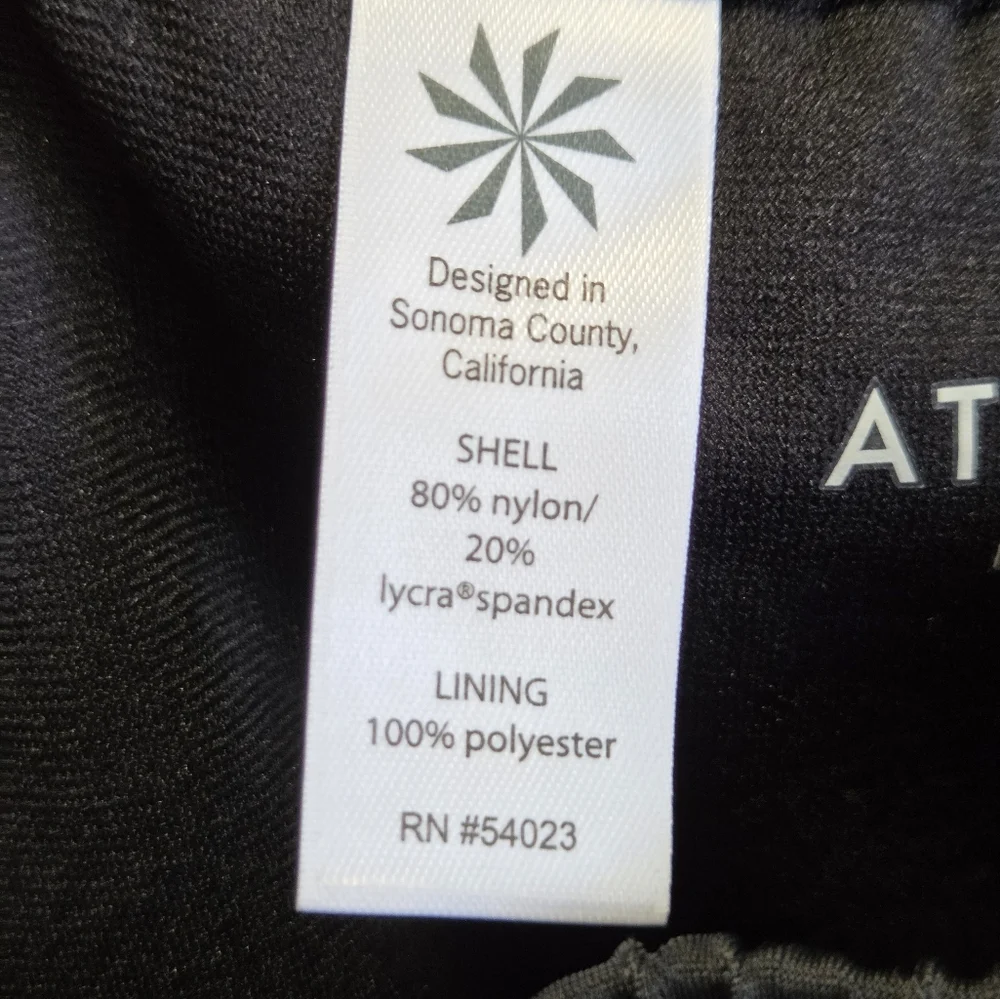 Designed in
Sonoma County,
California
SHELL
80% nylon/
20%
lycra®spandex
LINING
100% polyester
RN #54023
AT